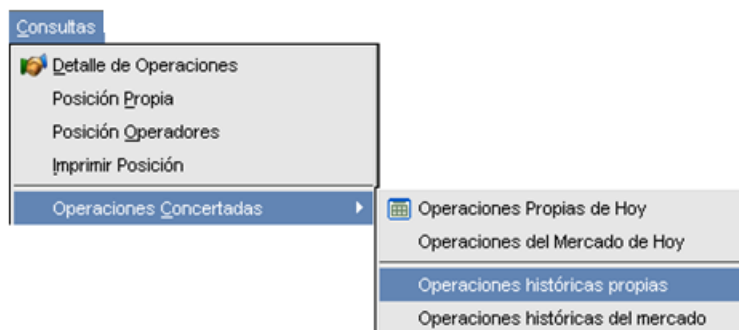 Consultas
Detalle de Operaciones
Posición Propia
Posición Operadores
Imprimir Posición
Operaciones Concertadas
Operaciones Propias de Hoy
Operaciones del Mercado de Hoy
Operaciones históricas propias
Operaciones históricas del mercado